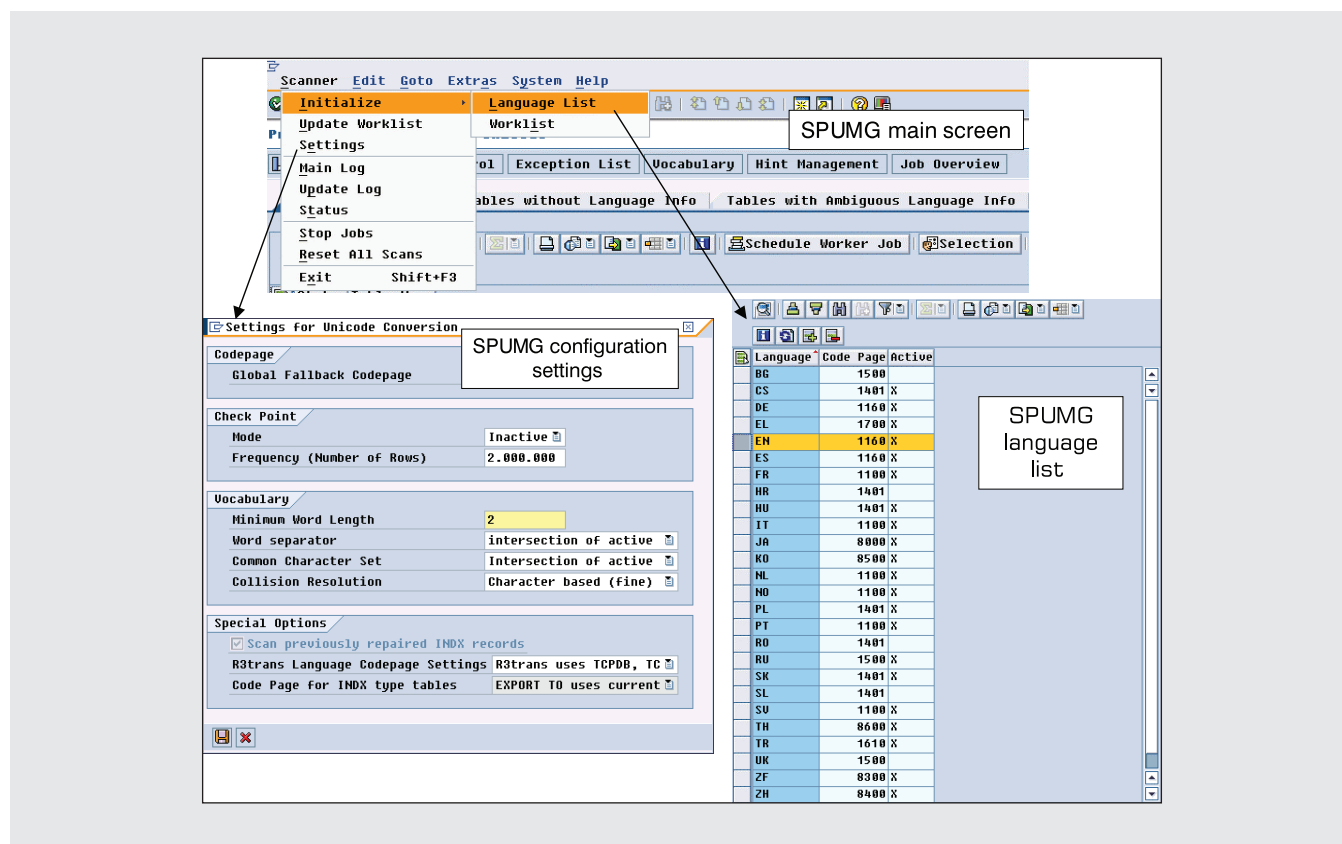 Scanner Edit Goto Extras System Help
Initialize
Language List
Update Worklist
Worklist
Settings
SPUMG main screen
Main Log
Exception List Vocabulary Hint Management Job Overview
Update Log
ables without Language Info Tables with Ambiguous Language Info
Status
Stop Jobs
Schedule Worker Job Selection
Reset All Scans
Exit Shift+F3
Settings for Unicode Conversion
SPUMG configuration
settings
Codepage
Global Fallback Codepage
Check Point
Mode Inactive
Frequency (Number of Rows) 2.000.000
Vocabulary
Minimum Word Length 2
Word separator intersection of active
Common Character Set Intersection of active
Collision Resolution Character based (fine)
Special Options
Scan previously repaired INDX records
R3trans Language Codepage Settings R3trans uses TCPDB, TC
Code Page for INDX type tables EXPORT TO uses current
Language Code Page Active
BG 1500
CS 1401 X
DE 1160 X
EL 1700 X
EN 1160 X
ES 1160 X
FR 1100 X
HR 1401
HU 1401 X
IT 1100 X
JA 8000 X
KO 8500 X
NL 1100 X
NO 1100 X
PL 1401 X
PT 1100 X
RO 1401
RU 1500 X
SK 1401 X
SL 1401
SV 1100 X
TH 8600 X
TR 1610 X
UK 1500
ZF 8300 X
ZH 8400 X
SPUMG
language
list